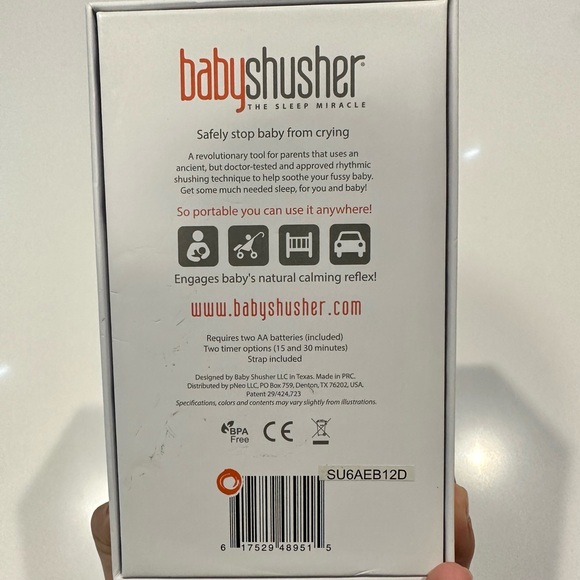 babyshusher®
THE SLEEP MIRACLE
Safely stop baby from crying
A revolutionary tool for parents that uses an
ancient, but doctor-tested and approved rhythmic
shushing technique to help soothe your fussy baby.
Get some much needed sleep, for you and baby!
So portable you can use it anywhere!
Engages baby's natural calming reflex!
www.babyshusher.com
Requires two AA batteries (included)
Two timer options (15 and 30 minutes)
Strap included
Designed by Baby Shusher LLC in Texas. Made in PRC.
Distributed by pNeo LLC, PO Box 759, Denton, TX 76202, USA.
Patent 29/424,723
Specifications, colors and contents may vary slightly from illustrations.
BPA
Free
CE
SU6AEB12D
6 17529 48951 5